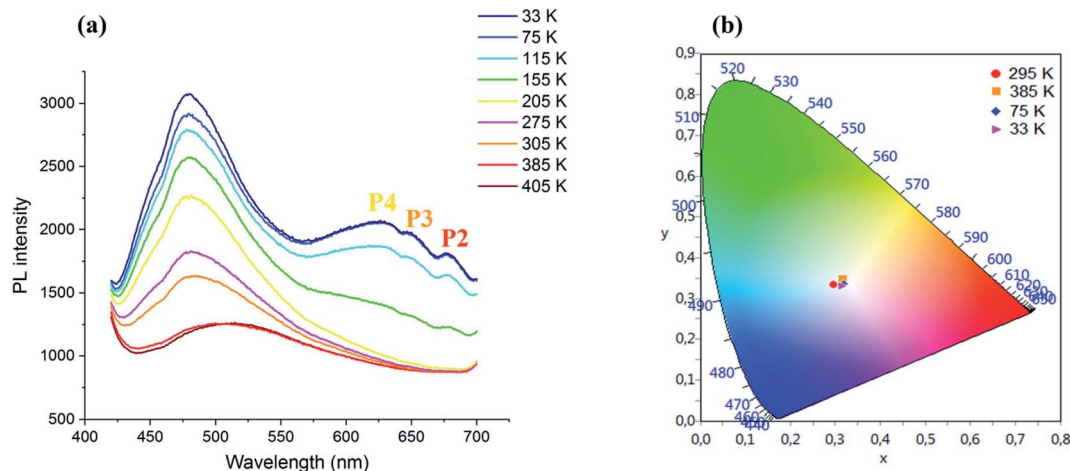 (a)
33 K
75 K
115 K
155 K
205 K
275 K
305 K
385 K
405 K
P4
P3
P2
PL intensity
3000
2500
2000
1500
1000
500
400 450 500 550 600 650 700
Wavelength (nm)
(b)
295 K
385 K
75 K
33 K
y
0,9
0,8
0,7
0,6
0,5
0,4
0,3
0,2
0,1
0,0
0,0 0,1 0,2 0,3 0,4 0,5 0,6 0,7 0,8
x
520
530
540
550
560
570
580
590
600
610
620
630
510
500
490
480
470
460
440